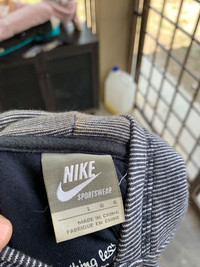 NIKE
SPORTSWEAR
MADE IN CHINA
FABRIQUÉ EN CHINE